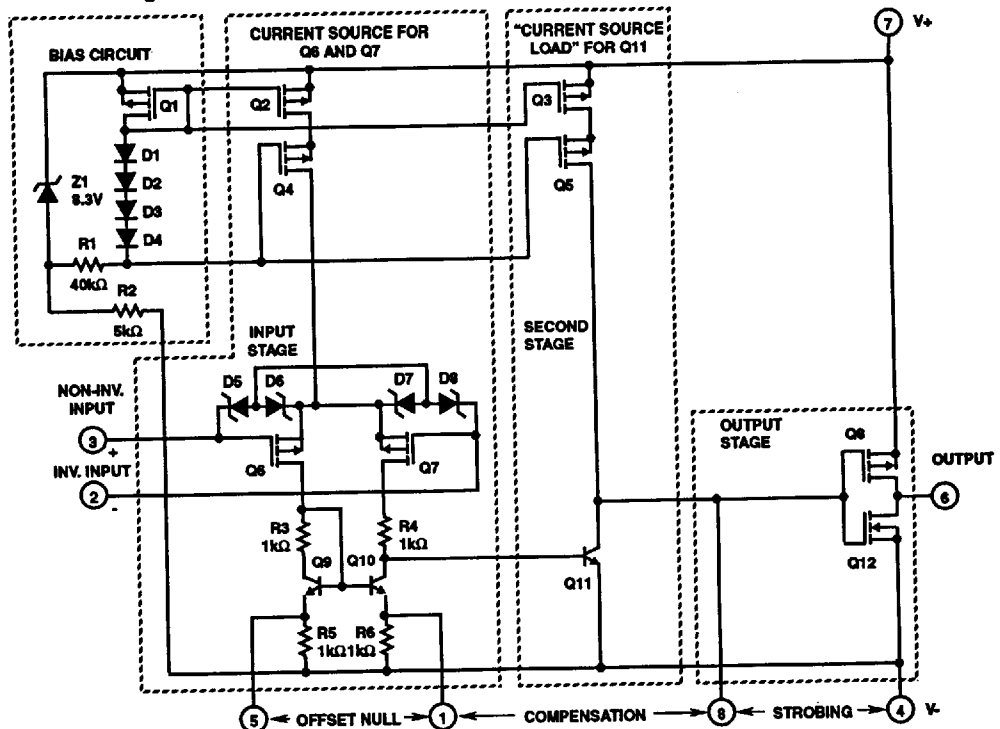 7
V+
BIAS CIRCUIT
CURRENT SOURCE FOR
Q6 AND Q7
"CURRENT SOURCE
LOAD" FOR Q11
Q1
Q2
Q3
Q4
Q5
D1
D2
D3
D4
Z1
8.3V
R1
40kΩ
R2
5kΩ
INPUT
STAGE
SECOND
STAGE
D5
D6
D7
D8
NON-INV.
INPUT
3
+
INV. INPUT
2
-
Q6
Q7
OUTPUT
STAGE
Q8
OUTPUT
6
Q12
R3
1kΩ
R4
1kΩ
Q9
Q10
Q11
R5
1kΩ
R6
1kΩ
5
OFFSET NULL
1
COMPENSATION
8
STROBING
4
V-